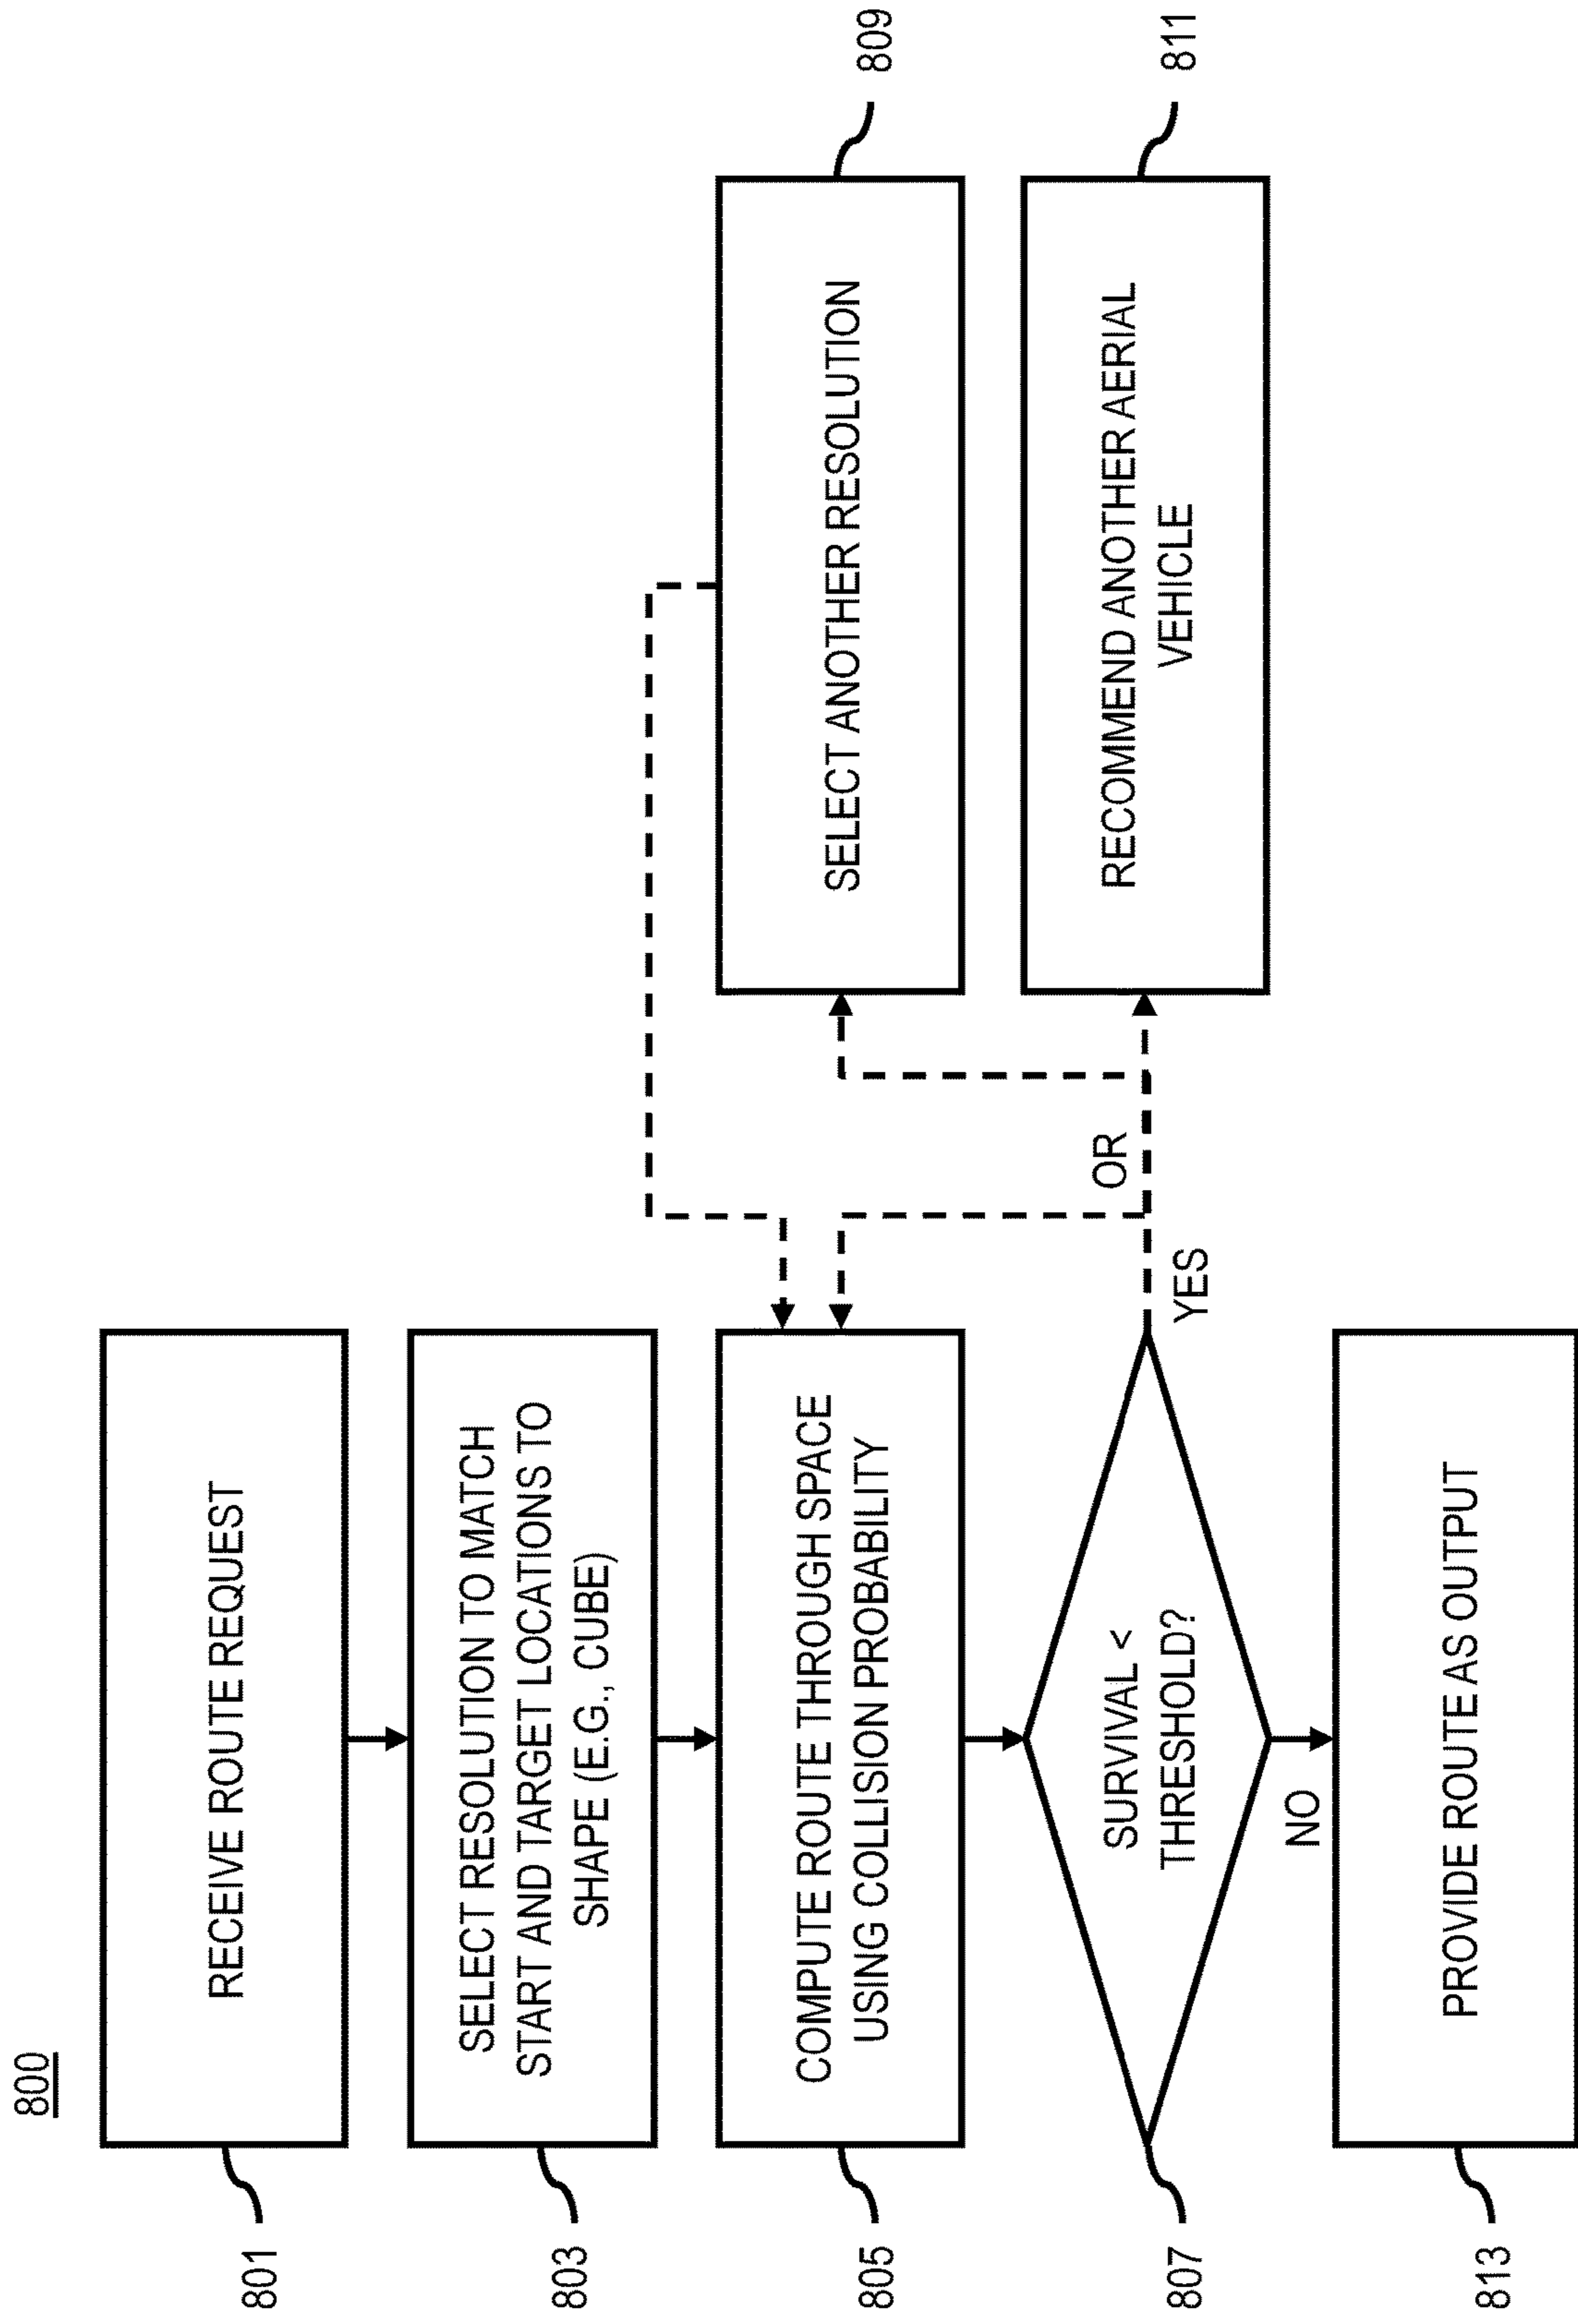 800
801
RECEIVE ROUTE REQUEST
803
SELECT RESOLUTION TO MATCH
START AND TARGET LOCATIONS TO
SHAPE (E.G., CUBE)
805
COMPUTE ROUTE THROUGH SPACE
USING COLLISION PROBABILITY
807
SURVIVAL <
THRESHOLD?
YES
OR
NO
809
SELECT ANOTHER RESOLUTION
811
RECOMMEND ANOTHER AERIAL
VEHICLE
813
PROVIDE ROUTE AS OUTPUT